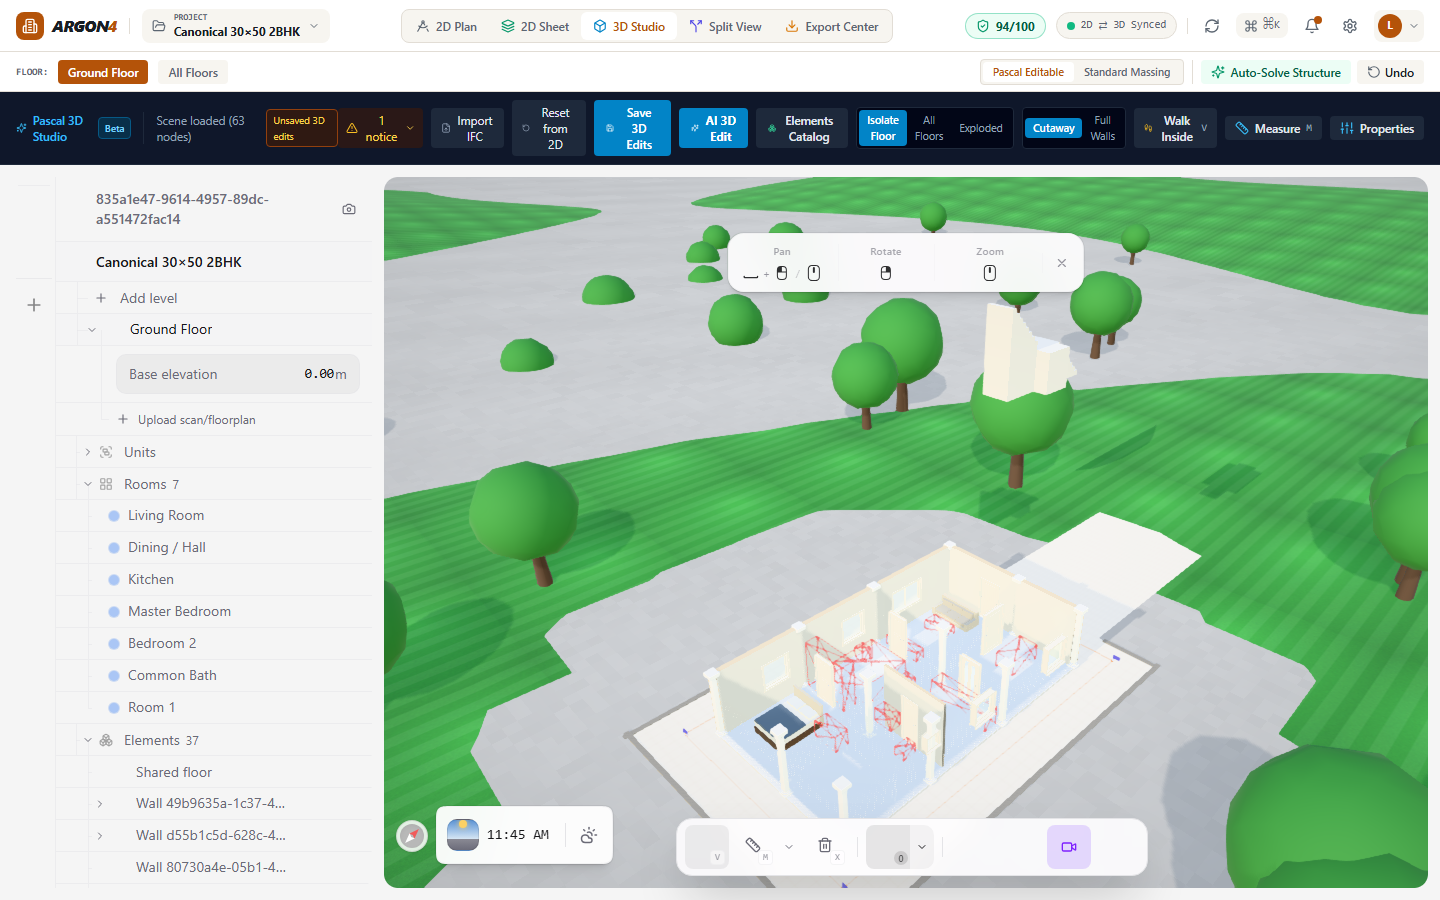 ARGON4
PROJECT
Canonical 30×50 2BHK
2D Plan
2D Sheet
3D Studio
Split View
Export Center
94/100
2D ⇄ 3D Synced
⌘ ⌘K
L
FLOOR:
Ground Floor
All Floors
Pascal Editable
Standard Massing
Auto-Solve Structure
Undo
Pascal 3D
Studio
Beta
Scene loaded (63
nodes)
Unsaved 3D
edits
1
notice
Import
IFC
Reset
from
2D
Save
3D
Edits
AI 3D
Edit
Elements
Catalog
Isolate
Floor
All
Floors
Exploded
Cutaway
Full
Walls
Walk
Inside
V
Measure M
Properties
835a1e47-9614-4957-89dc-
a551472fac14
Canonical 30×50 2BHK
Add level
Ground Floor
Base elevation
0.00m
Upload scan/floorplan
Units
Rooms 7
Living Room
Dining / Hall
Kitchen
Master Bedroom
Bedroom 2
Common Bath
Room 1
Elements 37
Shared floor
Wall 49b9635a-1c37-4...
Wall d55b1c5d-628c-4...
Wall 80730a4e-05b1-4...
Pan
Rotate
Zoom
+ /
11:45 AM
V
M
X
0